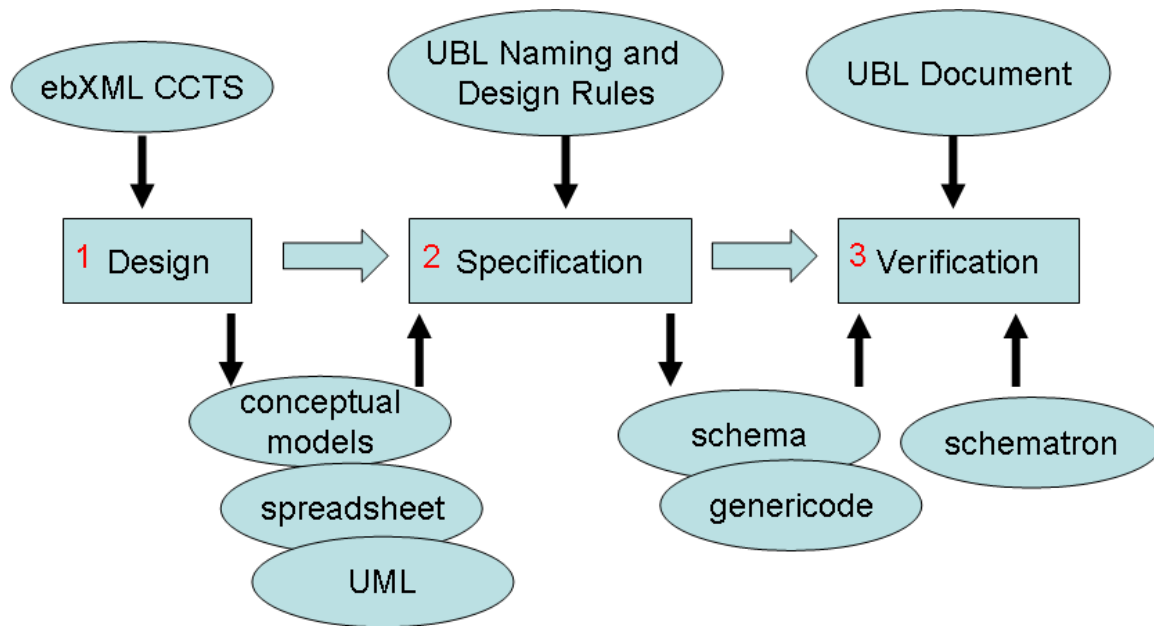 ebXML CCTS
UBL Naming and
Design Rules
UBL Document
1 Design
2 Specification
3 Verification
conceptual
models
spreadsheet
UML
schema
genericode
schematron